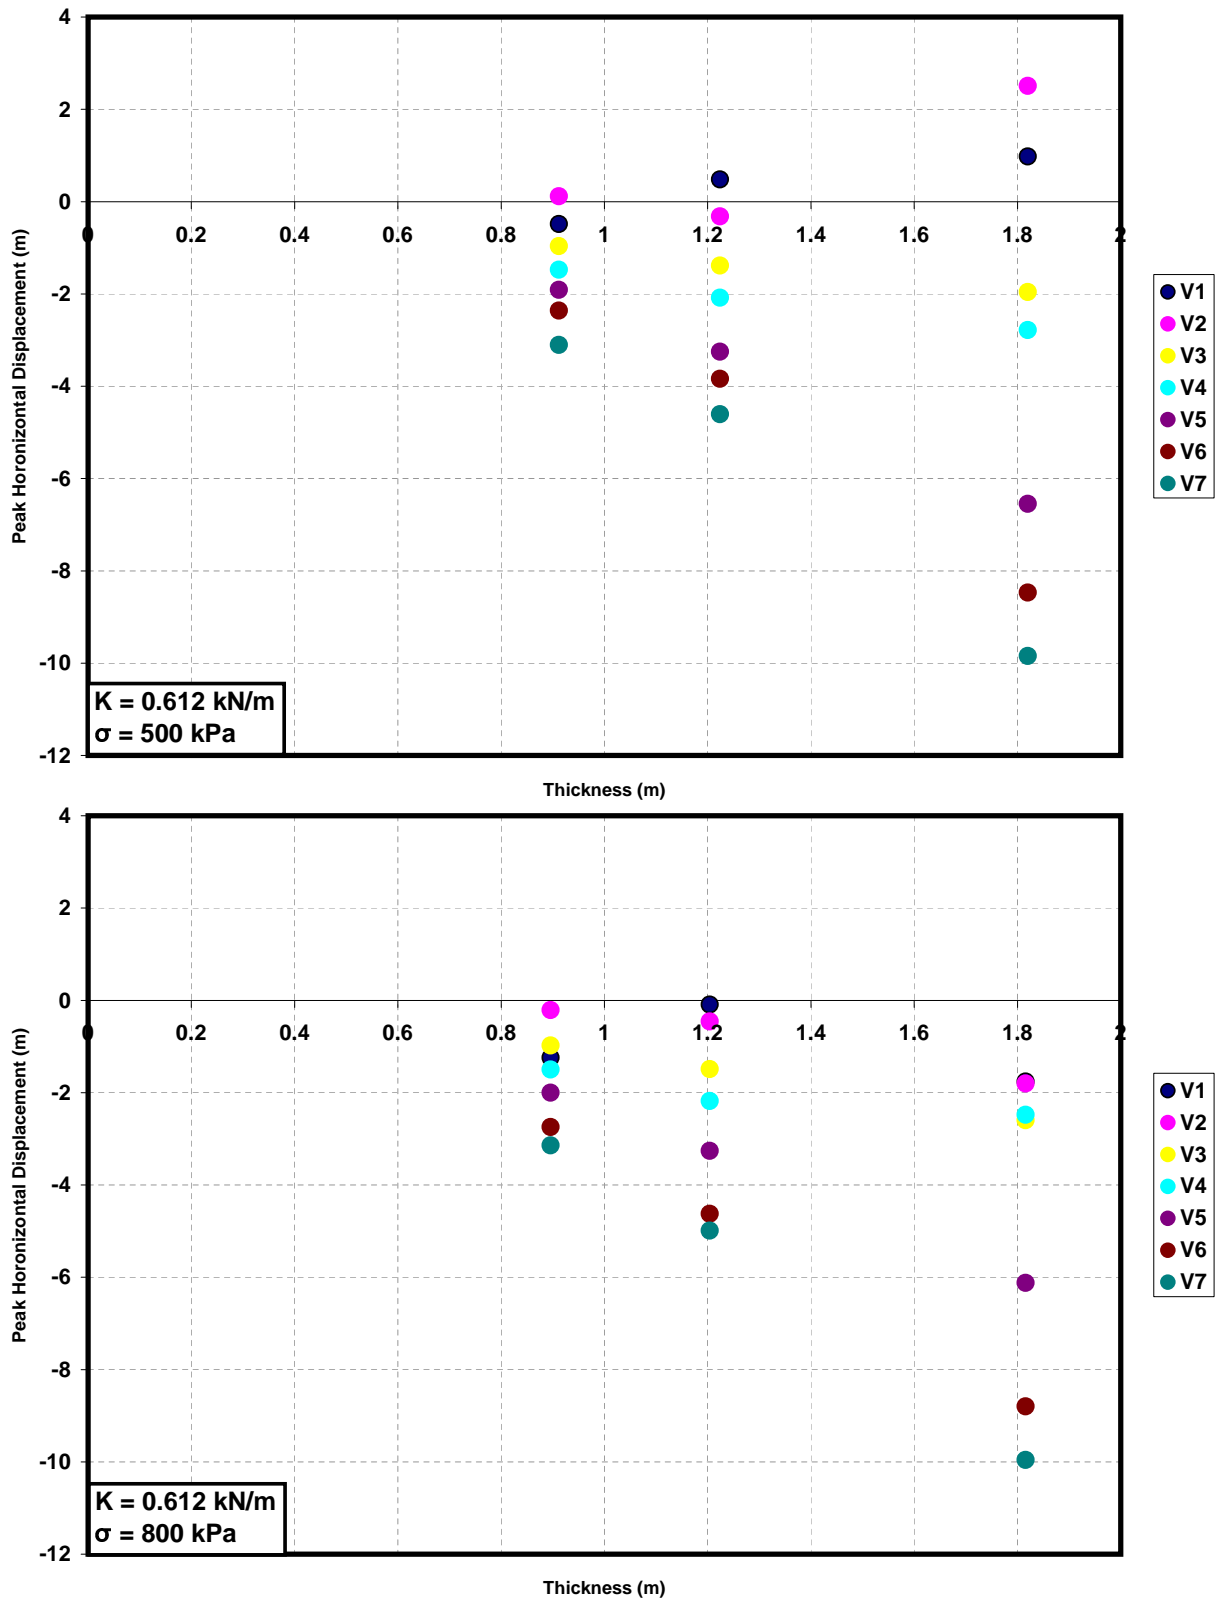 4
2
0
0
0.2
0.4
0.6
0.8
1
1.2
1.4
1.6
1.8
2
-2
-4
-6
-8
-10
-12
Peak Horonizontal Displacement (m)
K = 0.612 kN/m
σ = 500 kPa
Thickness (m)
V1
V2
V3
V4
V5
V6
V7
4
2
0
0
0.2
0.4
0.6
0.8
1
1.2
1.4
1.6
1.8
2
-2
-4
-6
-8
-10
-12
Peak Horonizontal Displacement (m)
K = 0.612 kN/m
σ = 800 kPa
Thickness (m)
V1
V2
V3
V4
V5
V6
V7